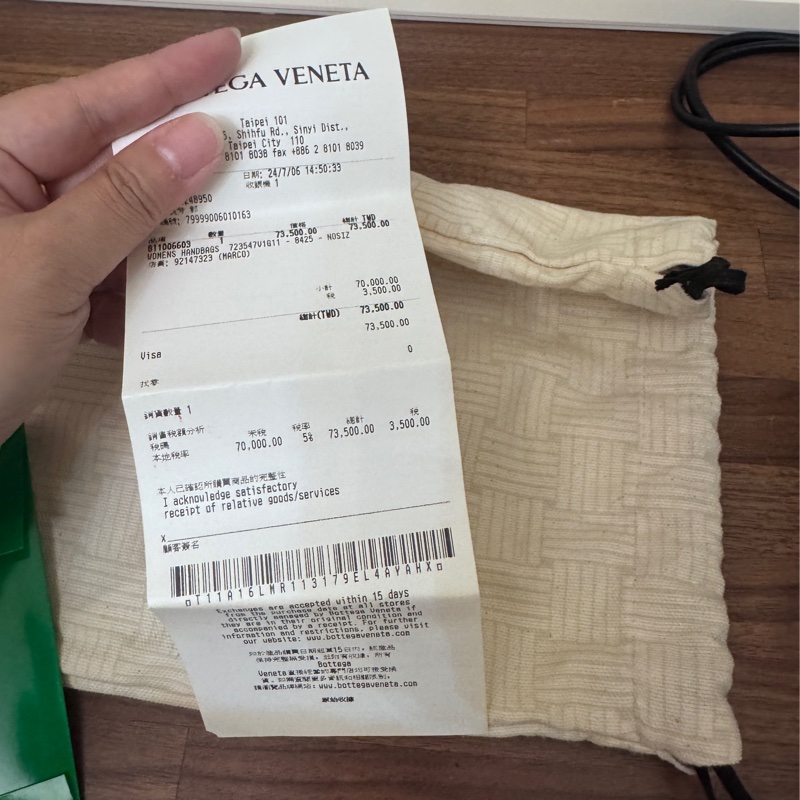 EGA VENETA
Taipei 101
5, Shihfu Rd., Sinyi Dist.,
Taipei City 110
8101 8038 fax +886 2 8101 8039
日期: 24/7/06 14:50:33
收銀機 1
248950
79999006010163
品項 數量 價格 總計 TWD
811006603 1 73.500.00 73.500.00
WOMENS HANDBAGS 723547V1G11 - 8425 - NOSIZ
店員: 92147323 (MARCO)
小計 70,000.00
稅 3.500.00
總計(TWD) 73.500.00
73.500.00
Visa
0
找零
銷貨數量 1
銷售稅額分析
稅碼 未稅 稅率 總計 稅
本地稅率 70,000.00 5% 73,500.00 3,500.00
本人已確認所購買商品的完整性
I acknowledge satisfactory
receipt of relative goods/services
x
顧客簽名
¤T11A16LMR113179EL4AYAHX¤
Exchanges are accepted within 15 days
from the purchase date at all stores
directly managed by Bottega Veneta if
they are in their original condition and
accompanied by a receipt. For further
information and restrictions, please visit
our website: www.bottegaveneta.com
Bottega
www.bottegaveneta.com
原始收據